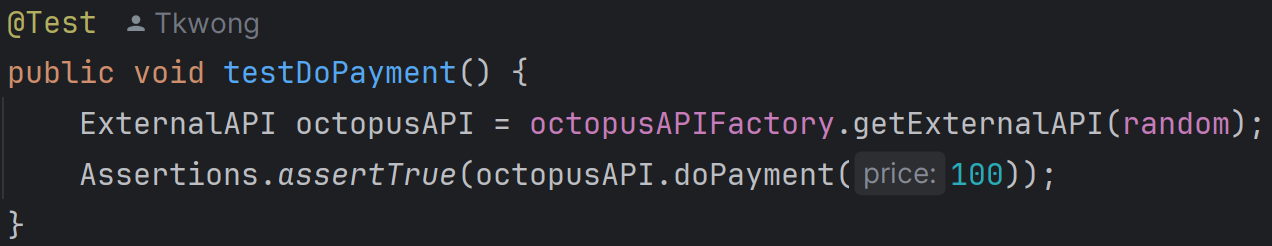 @Test Tkwong
public void testDoPayment() {
    ExternalAPI octopusAPI = octopusAPIFactory.getExternalAPI(random);
    Assertions.assertTrue(octopusAPI.doPayment( price: 100));
}